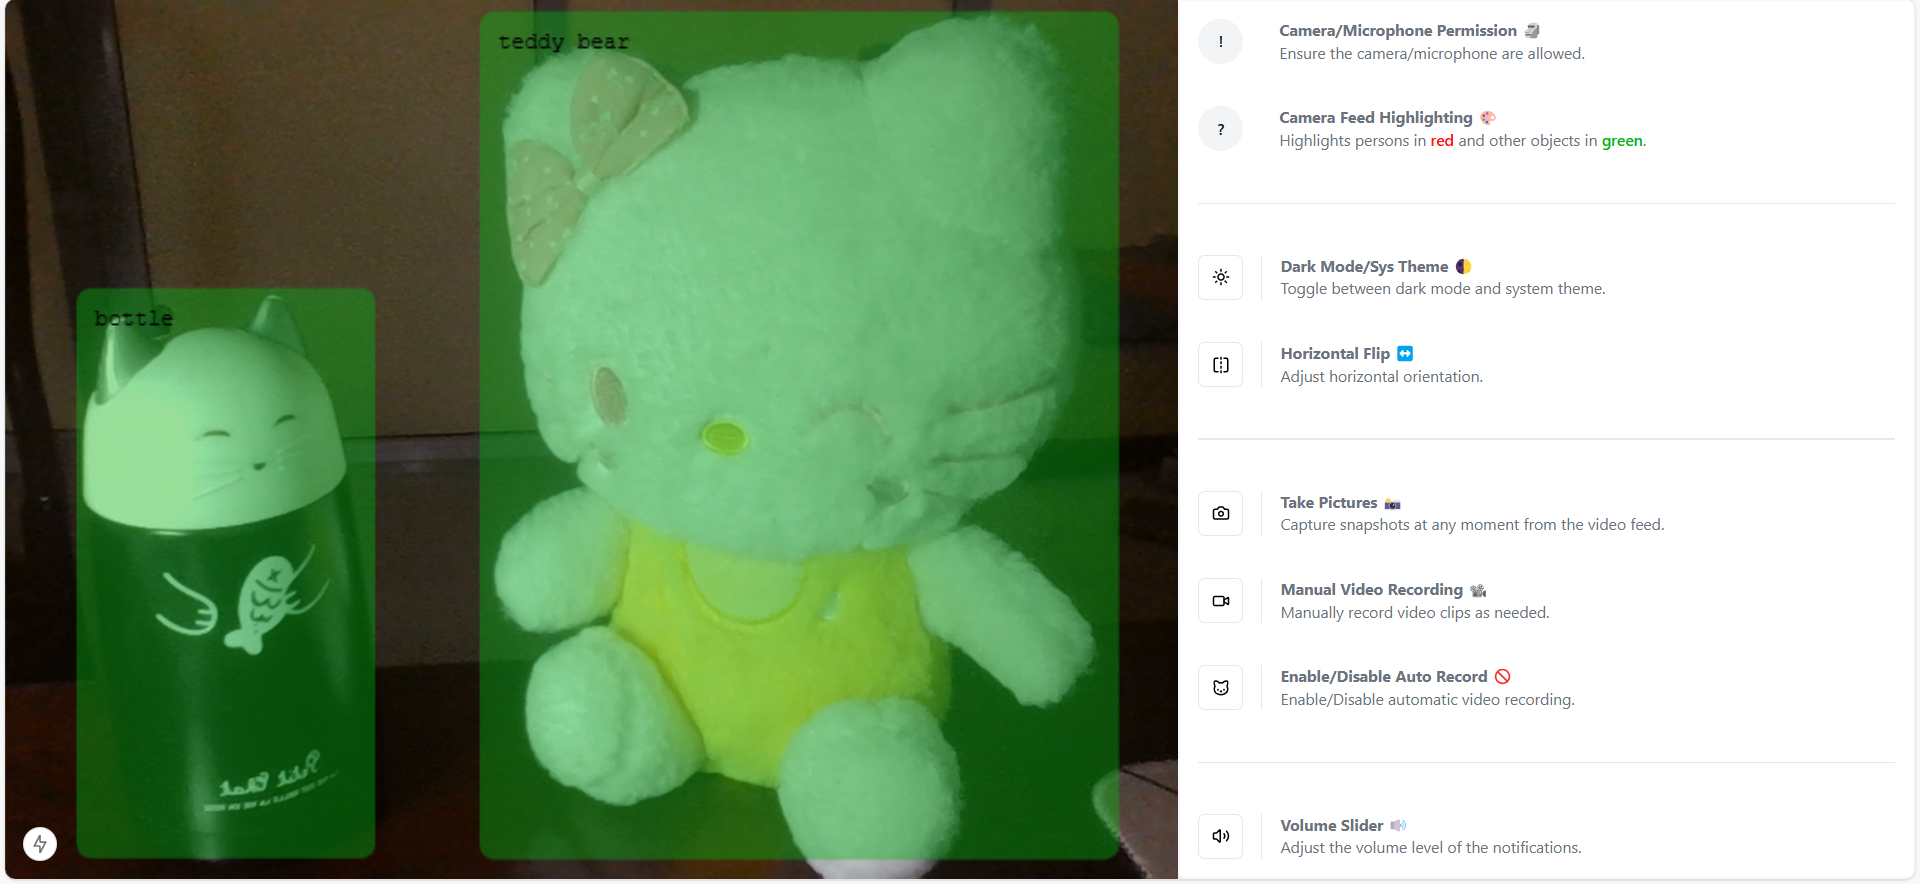 teddy bear
bottle
!
Camera/Microphone Permission
Ensure the camera/microphone are allowed.
?
Camera Feed Highlighting
Highlights persons in red and other objects in green.
Dark Mode/Sys Theme
Toggle between dark mode and system theme.
Horizontal Flip
Adjust horizontal orientation.
Take Pictures
Capture snapshots at any moment from the video feed.
Manual Video Recording
Manually record video clips as needed.
Enable/Disable Auto Record
Enable/Disable automatic video recording.
Volume Slider
Adjust the volume level of the notifications.